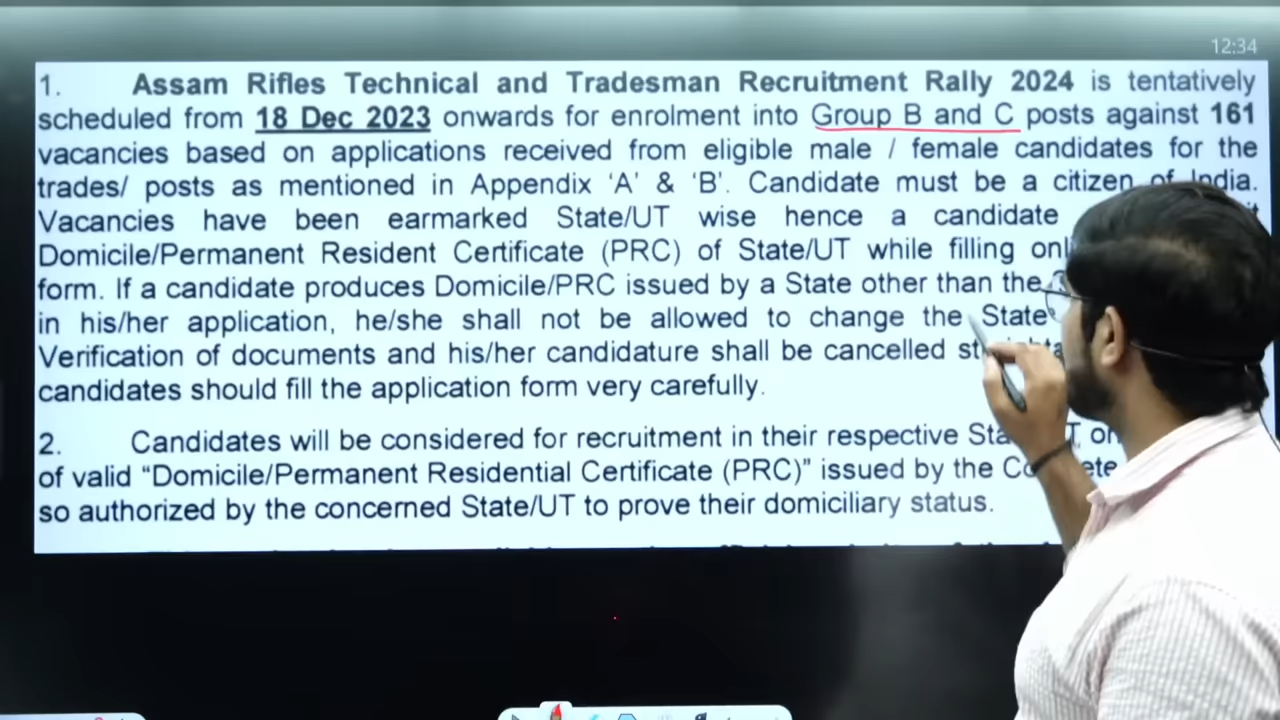 12:34
1. Assam Rifles Technical and Tradesman Recruitment Rally 2024 is tentatively
scheduled from 18 Dec 2023 onwards for enrolment into Group B and C posts against 161
vacancies based on applications received from eligible male / female candidates for the
trades/ posts as mentioned in Appendix ‘A’ & ‘B’. Candidate must be a citizen of India.
Vacancies have been earmarked State/UT wise hence a candidate
Domicile/Permanent Resident Certificate (PRC) of State/UT while filling
form. If a candidate produces Domicile/PRC issued by a State other than the
in his/her application, he/she shall not be allowed to change the State
Verification of documents and his/her candidature shall be cancelled
candidates should fill the application form very carefully.
2. Candidates will be considered for recruitment in their respective
of valid “Domicile/Permanent Residential Certificate (PRC)” issued by the
so authorized by the concerned State/UT to prove their domiciliary status.